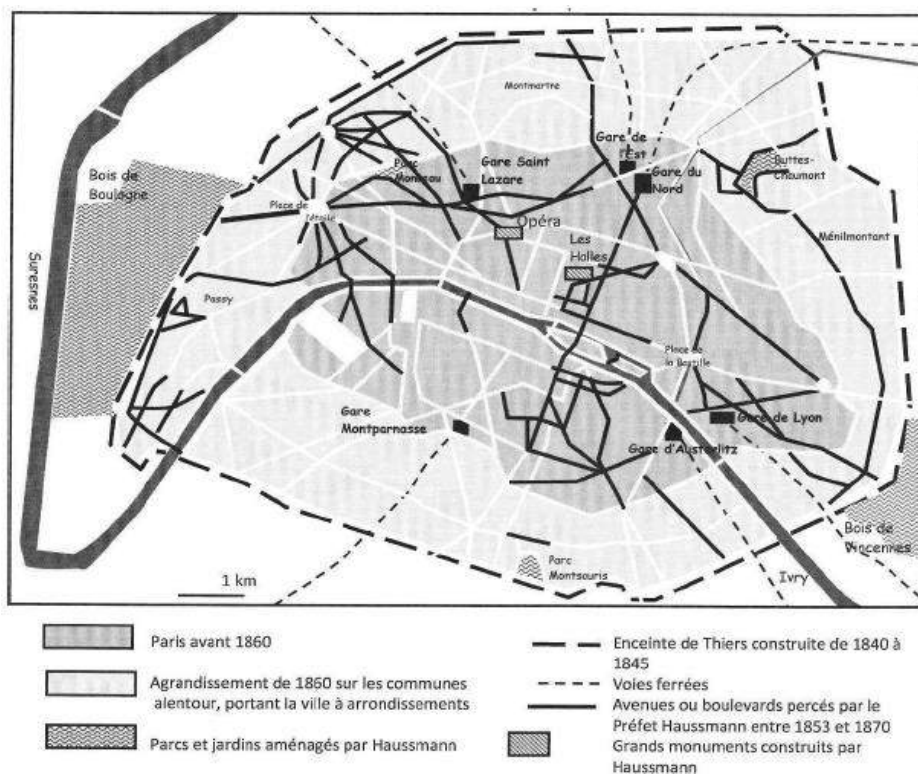 Montmartre
Gare de
l'Est
Buttes-
Chaumont
Bois de
Boulogne
Parc
Monceau
Gare Saint
Lazare
Gare du
Nord
Place de
l'étoile
Opéra
Les
Halles
Ménilmontant
Suresnes
Passy
Place de
la Bastille
Gare
Montparnasse
Gare de Lyon
Gare d'Austerlitz
Bois de
Vincennes
Parc
Montsouris
Ivry
1 km
Paris avant 1860
Agrandissement de 1860 sur les communes
alentour, portant la ville à arrondissements
Parcs et jardins aménagés par Haussmann
Enceinte de Thiers construite de 1840 à
1845
Voies ferrées
Avenues ou boulevards percés par le
Préfet Haussmann entre 1853 et 1870
Grands monuments construits par
Haussmann